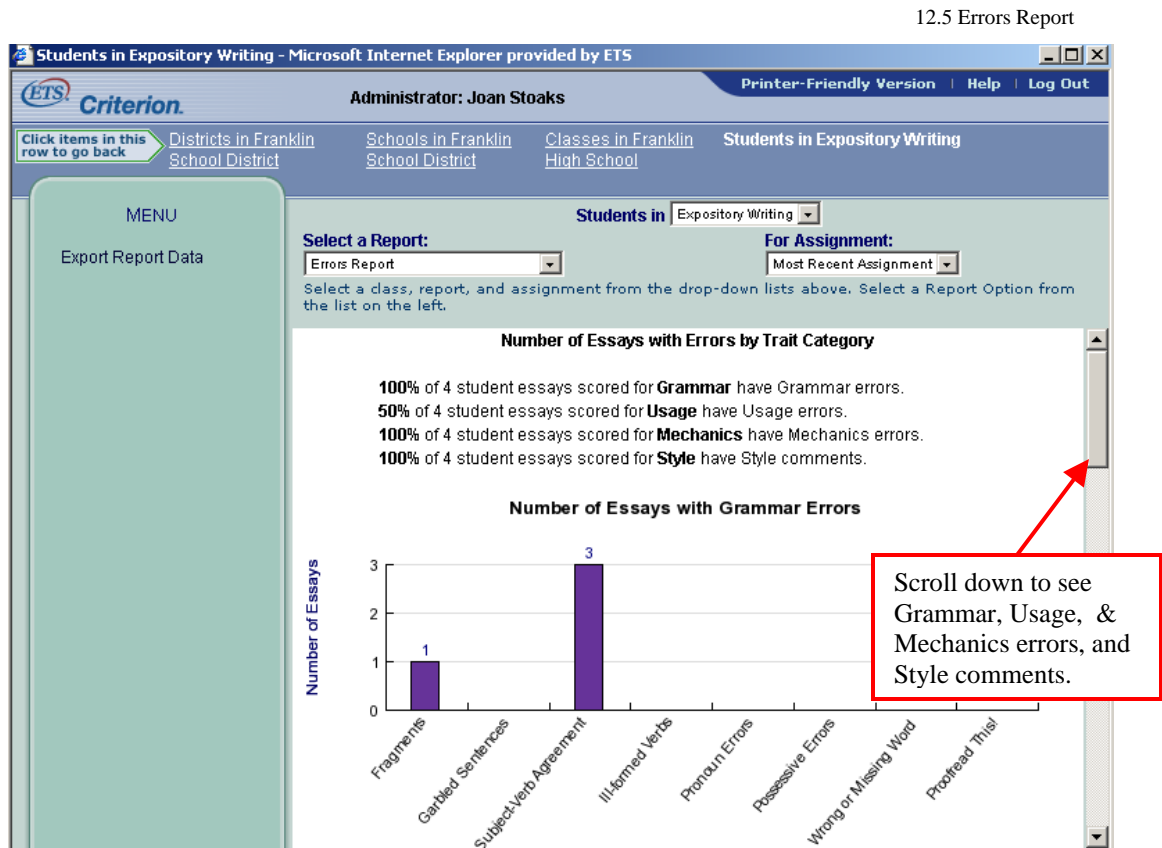 12.5 Errors Report
Students in Expository Writing - Microsoft Internet Explorer provided by ETS
ETS Criterion.
Administrator: Joan Stoaks
Printer-Friendly Version | Help | Log Out
Click items in this
row to go back
Districts in Franklin
School District
Schools in Franklin
School District
Classes in Franklin
High School
Students in Expository Writing
MENU
Export Report Data
Students in Expository Writing
Select a Report:
Errors Report
For Assignment:
Most Recent Assignment
Select a class, report, and assignment from the drop-down lists above. Select a Report Option from
the list on the left.
Number of Essays with Errors by Trait Category
100% of 4 student essays scored for Grammar have Grammar errors.
50% of 4 student essays scored for Usage have Usage errors.
100% of 4 student essays scored for Mechanics have Mechanics errors.
100% of 4 student essays scored for Style have Style comments.
Number of Essays with Grammar Errors
Number of Essays
3
2
1
0
1
3
Fragments
Garbled Sentences
Subject-Verb Agreement
Ill-formed Verbs
Pronoun Errors
Possessive Errors
Wrong or Missing Word
Proofread This!
Scroll down to see
Grammar, Usage, &
Mechanics errors, and
Style comments.